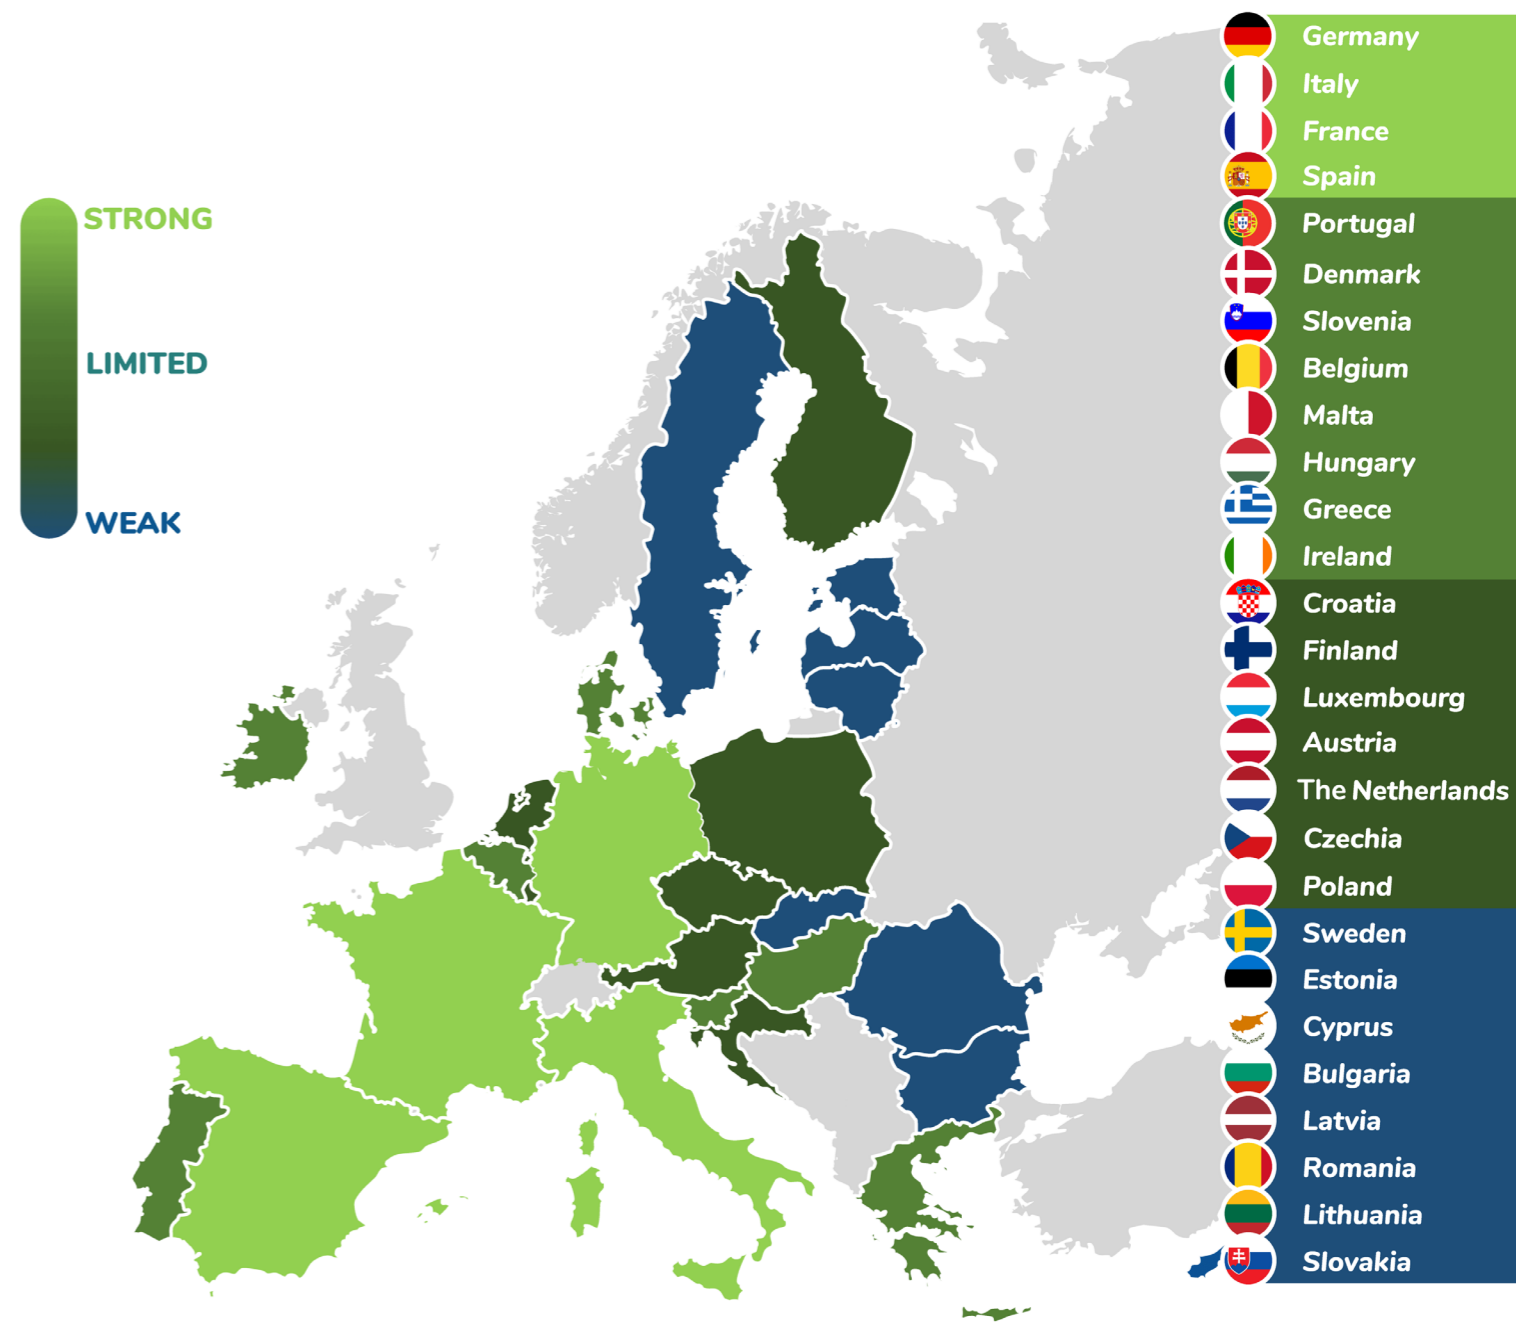 STRONG
LIMITED
WEAK
Germany
Italy
France
Spain
Portugal
Denmark
Slovenia
Belgium
Malta
Hungary
Greece
Ireland
Croatia
Finland
Luxembourg
Austria
The Netherlands
Czechia
Poland
Sweden
Estonia
Cyprus
Bulgaria
Latvia
Romania
Lithuania
Slovakia